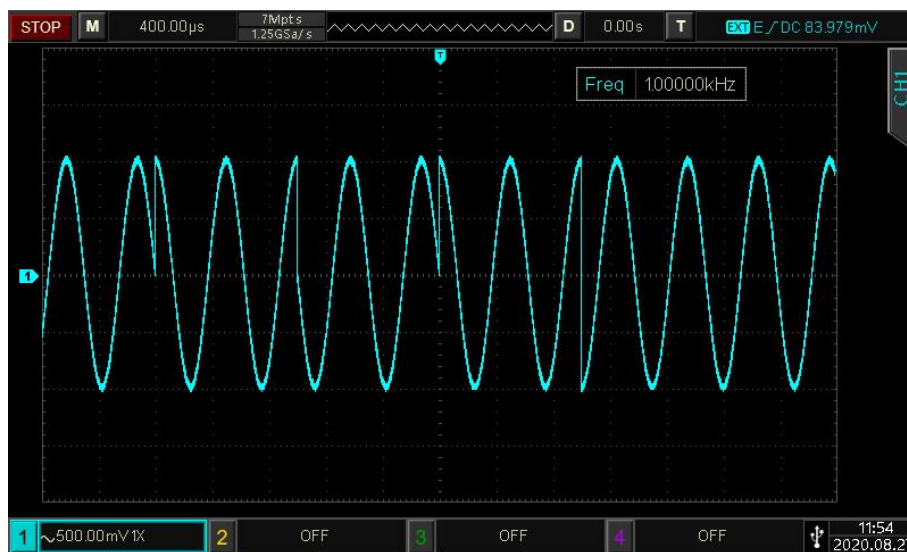 STOP M 400.00μs 7Mpts D 0.00s T EXT E DC 83.979mV
1.25GSa/s
T
Freq 1.00000kHz
CH1
1
1 500.00mV 1X 2 OFF 3 OFF 4 OFF 11:54
2020.08.27